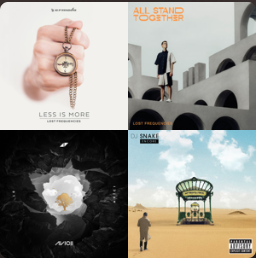 LESS IS MORE
LOST FREQUENCIES
ALL STAND
TOGETHER
LOST FREQUENCIES
AVICII
DJ SNAKE
ENCORE
PARENTAL
ADVISORY
EXPLICIT CONTENT